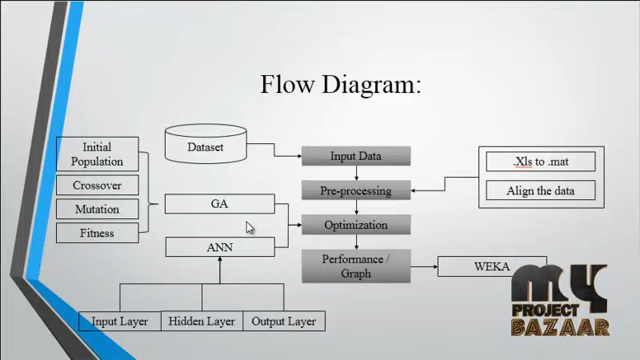 Flow Diagram:
Initial
Population
Crossover
Mutation
Fitness
Dataset
GA
ANN
Input Layer
Hidden Layer
Output Layer
Input Data
Pre-processing
Optimization
Performance /
Graph
.Xls to .mat
Align the data
WEKA
MY
PROJECT
BAZAAR